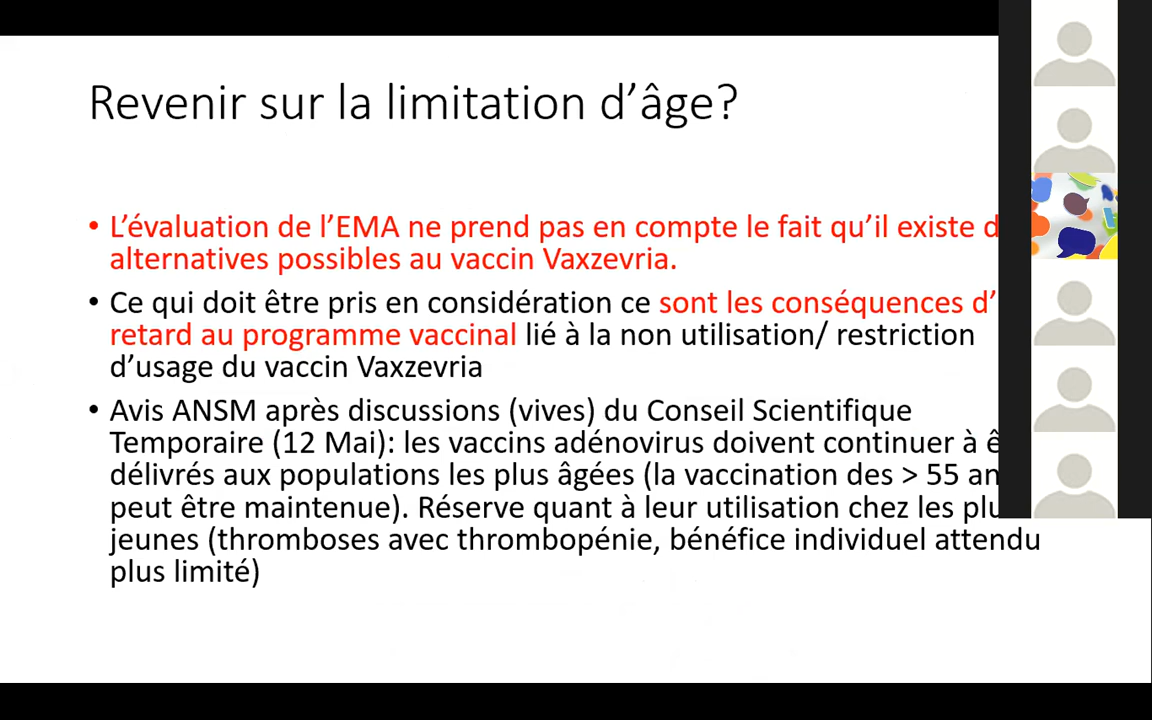 Revenir sur la limitation d’âge?
• L’évaluation de l’EMA ne prend pas en compte le fait qu’il existe
alternatives possibles au vaccin Vaxzevria.
• Ce qui doit être pris en considération ce sont les conséquences d’
retard au programme vaccinal lié à la non utilisation/ restriction
d’usage du vaccin Vaxzevria
• Avis ANSM après discussions (vives) du Conseil Scientifique
Temporaire (12 Mai): les vaccins adénovirus doivent continuer à
délivrés aux populations les plus âgées (la vaccination des > 55
peut être maintenue). Réserve quant à leur utilisation chez les
jeunes (thromboses avec thrombopénie, bénéfice individuel attendu
plus limité)